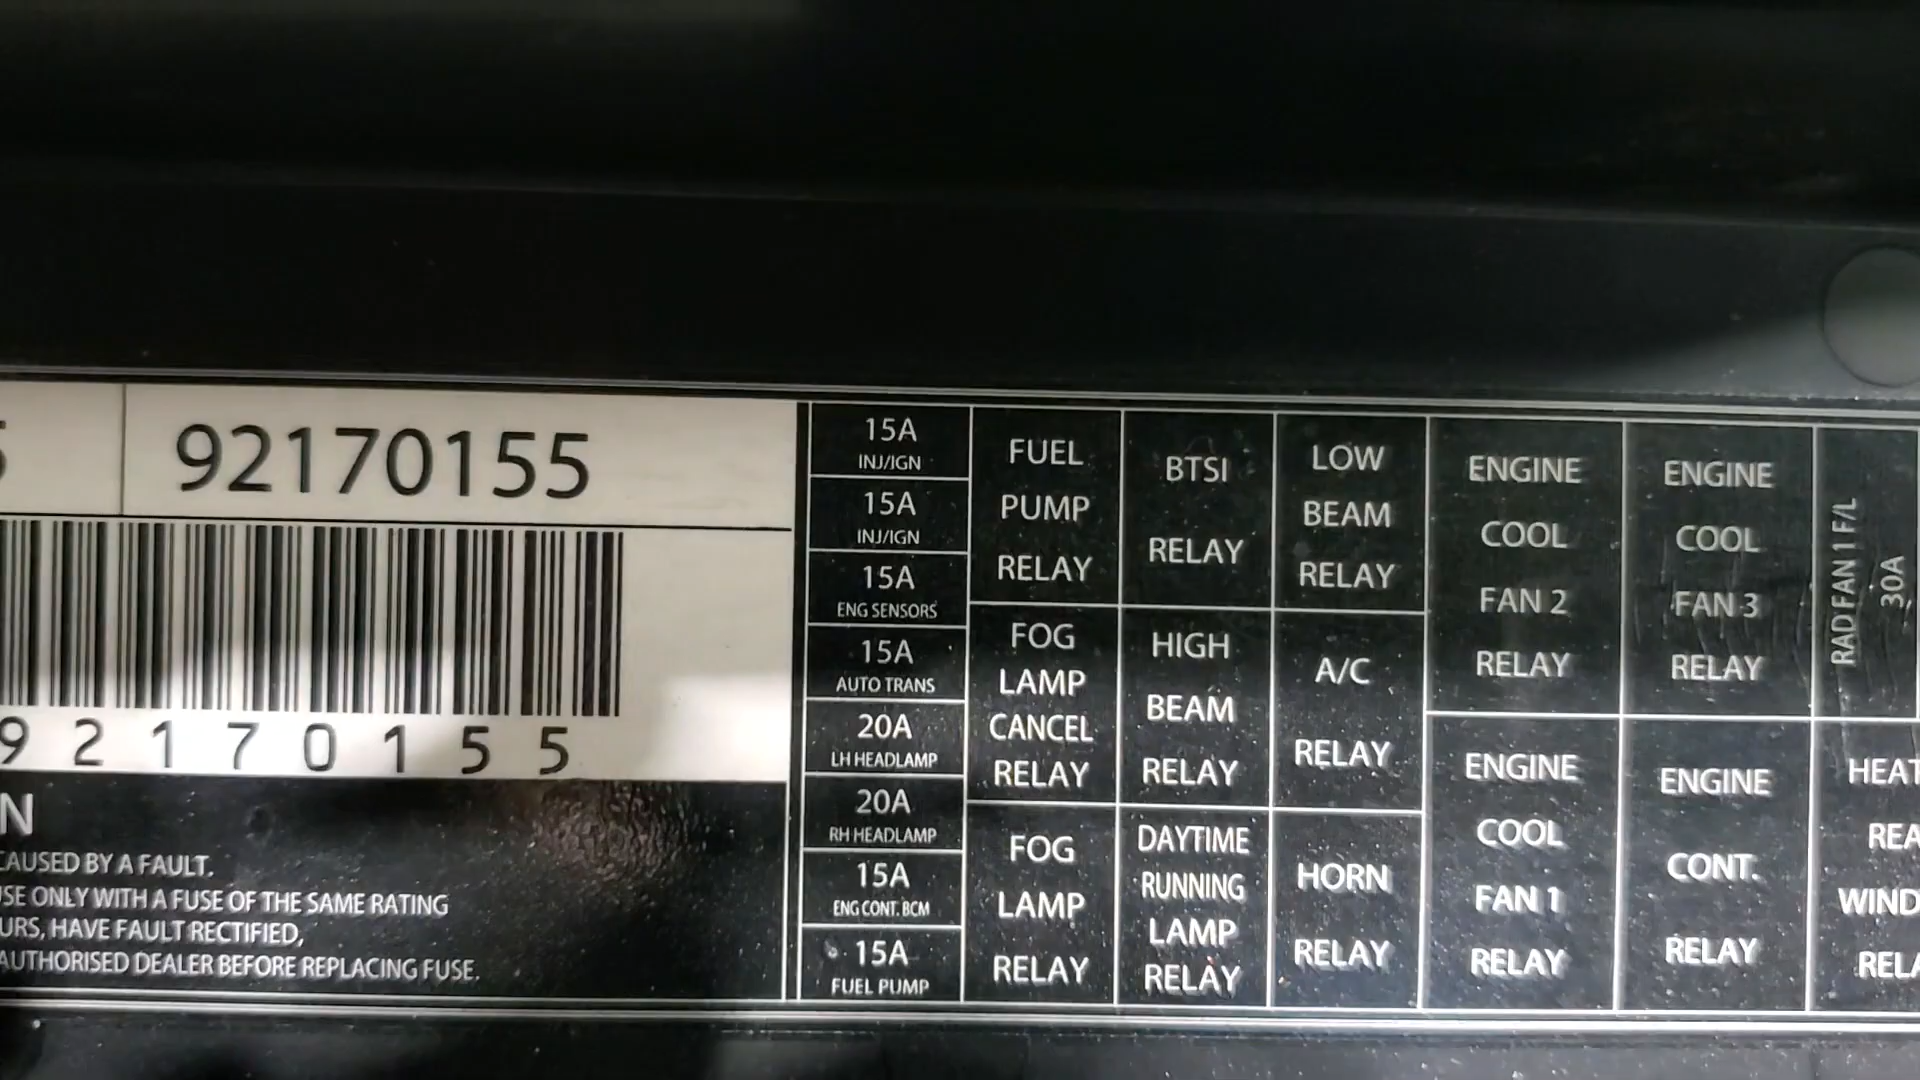 92170155
92170155
N
CAUSED BY A FAULT.
USE ONLY WITH A FUSE OF THE SAME RATING
URS, HAVE FAULT RECTIFIED,
AUTHORISED DEALER BEFORE REPLACING FUSE.
15A
INJ/IGN
15A
INJ/IGN
15A
ENG SENSORS
15A
AUTO TRANS
20A
LH HEADLAMP
20A
RH HEADLAMP
15A
ENG CONT. BCM
15A
FUEL PUMP
FUEL
PUMP
RELAY
FOG
LAMP
CANCEL
RELAY
FOG
LAMP
RELAY
BTSI
RELAY
HIGH
BEAM
RELAY
DAYTIME
RUNNING
LAMP
RELAY
LOW
BEAM
RELAY
A/C
RELAY
HORN
RELAY
ENGINE
COOL
FAN 2
RELAY
ENGINE
COOL
FAN 1
RELAY
ENGINE
COOL
FAN 3
RELAY
ENGINE
CONT.
RELAY
RAD FAN 1 F/L
30A
HEAT
REA
WIND
RELA